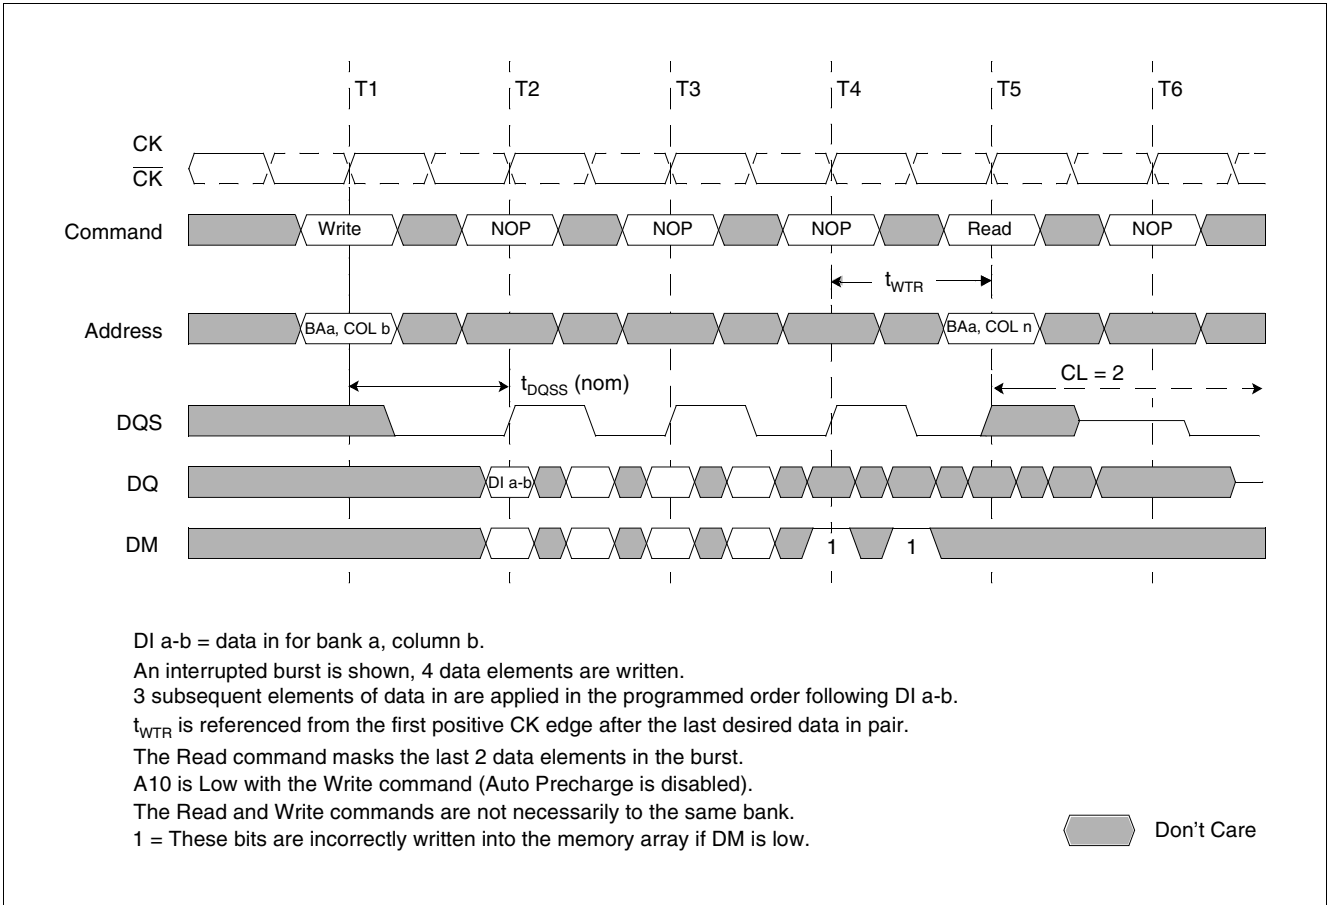 T1 T2 T3 T4 T5 T6
CK
CK
Command Write NOP NOP NOP Read NOP
tWTR
Address BAa, COL b BAa, COL n
tDQSS (nom) CL = 2
DQS
DQ DI a-b
DM 1 1
DI a-b = data in for bank a, column b.
An interrupted burst is shown, 4 data elements are written.
3 subsequent elements of data in are applied in the programmed order following DI a-b.
tWTR is referenced from the first positive CK edge after the last desired data in pair.
The Read command masks the last 2 data elements in the burst.
A10 is Low with the Write command (Auto Precharge is disabled).
The Read and Write commands are not necessarily to the same bank.
1 = These bits are incorrectly written into the memory array if DM is low.
Don't Care